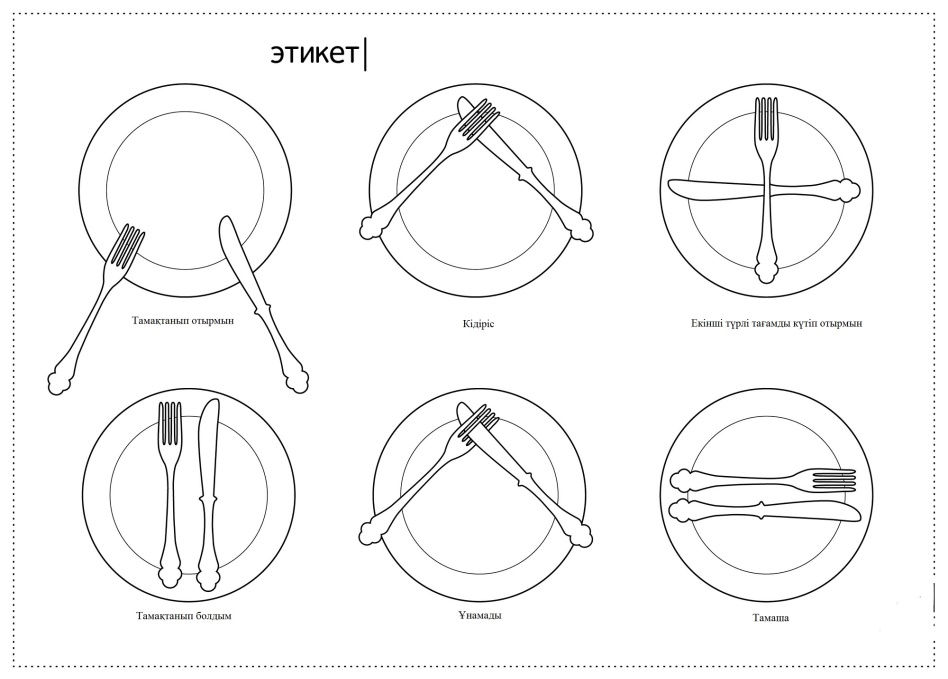 этикет
Тамақтанып отырмын
Кідіріс
Екінші түрлі тағамды күтіп отырмын
Тамақтанып болдым
Ұнамады
Тамаша